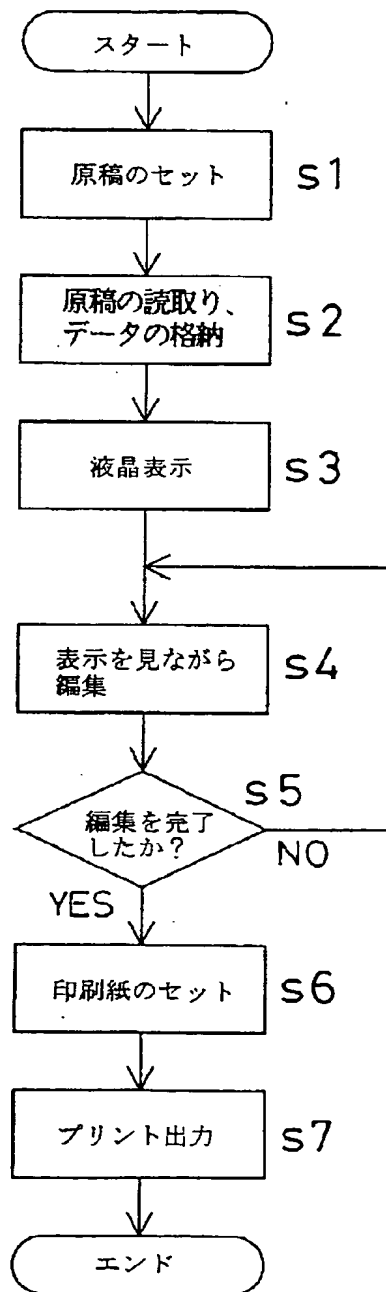 スタート
原稿のセット
S1
原稿の読取り、
データの格納
S2
液晶表示
S3
表示を見ながら
編集
S4
S5
編集を完了
したか?
NO
YES
印刷紙のセット
S6
プリント出力
S7
エンド